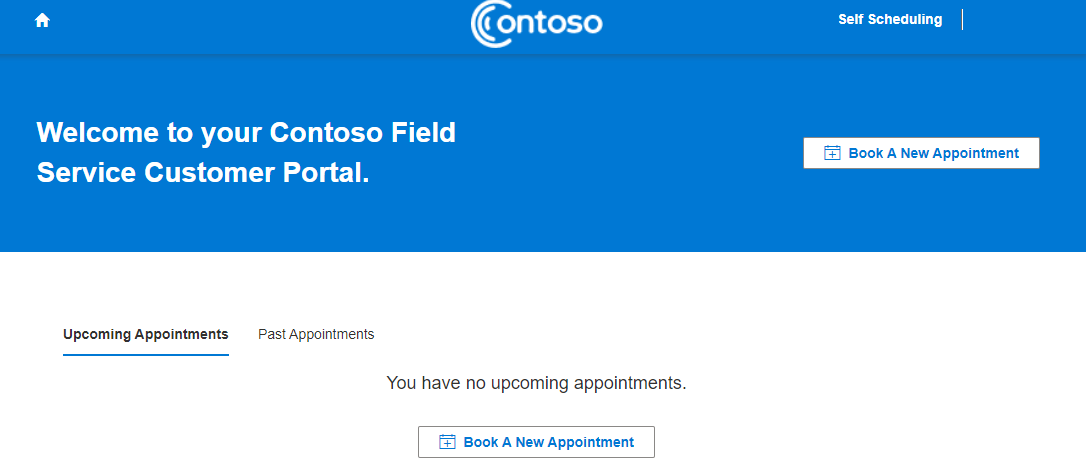 Contoso
Self Scheduling
Welcome to your Contoso Field
Service Customer Portal.
Book A New Appointment
Upcoming Appointments
Past Appointments
You have no upcoming appointments.
Book A New Appointment